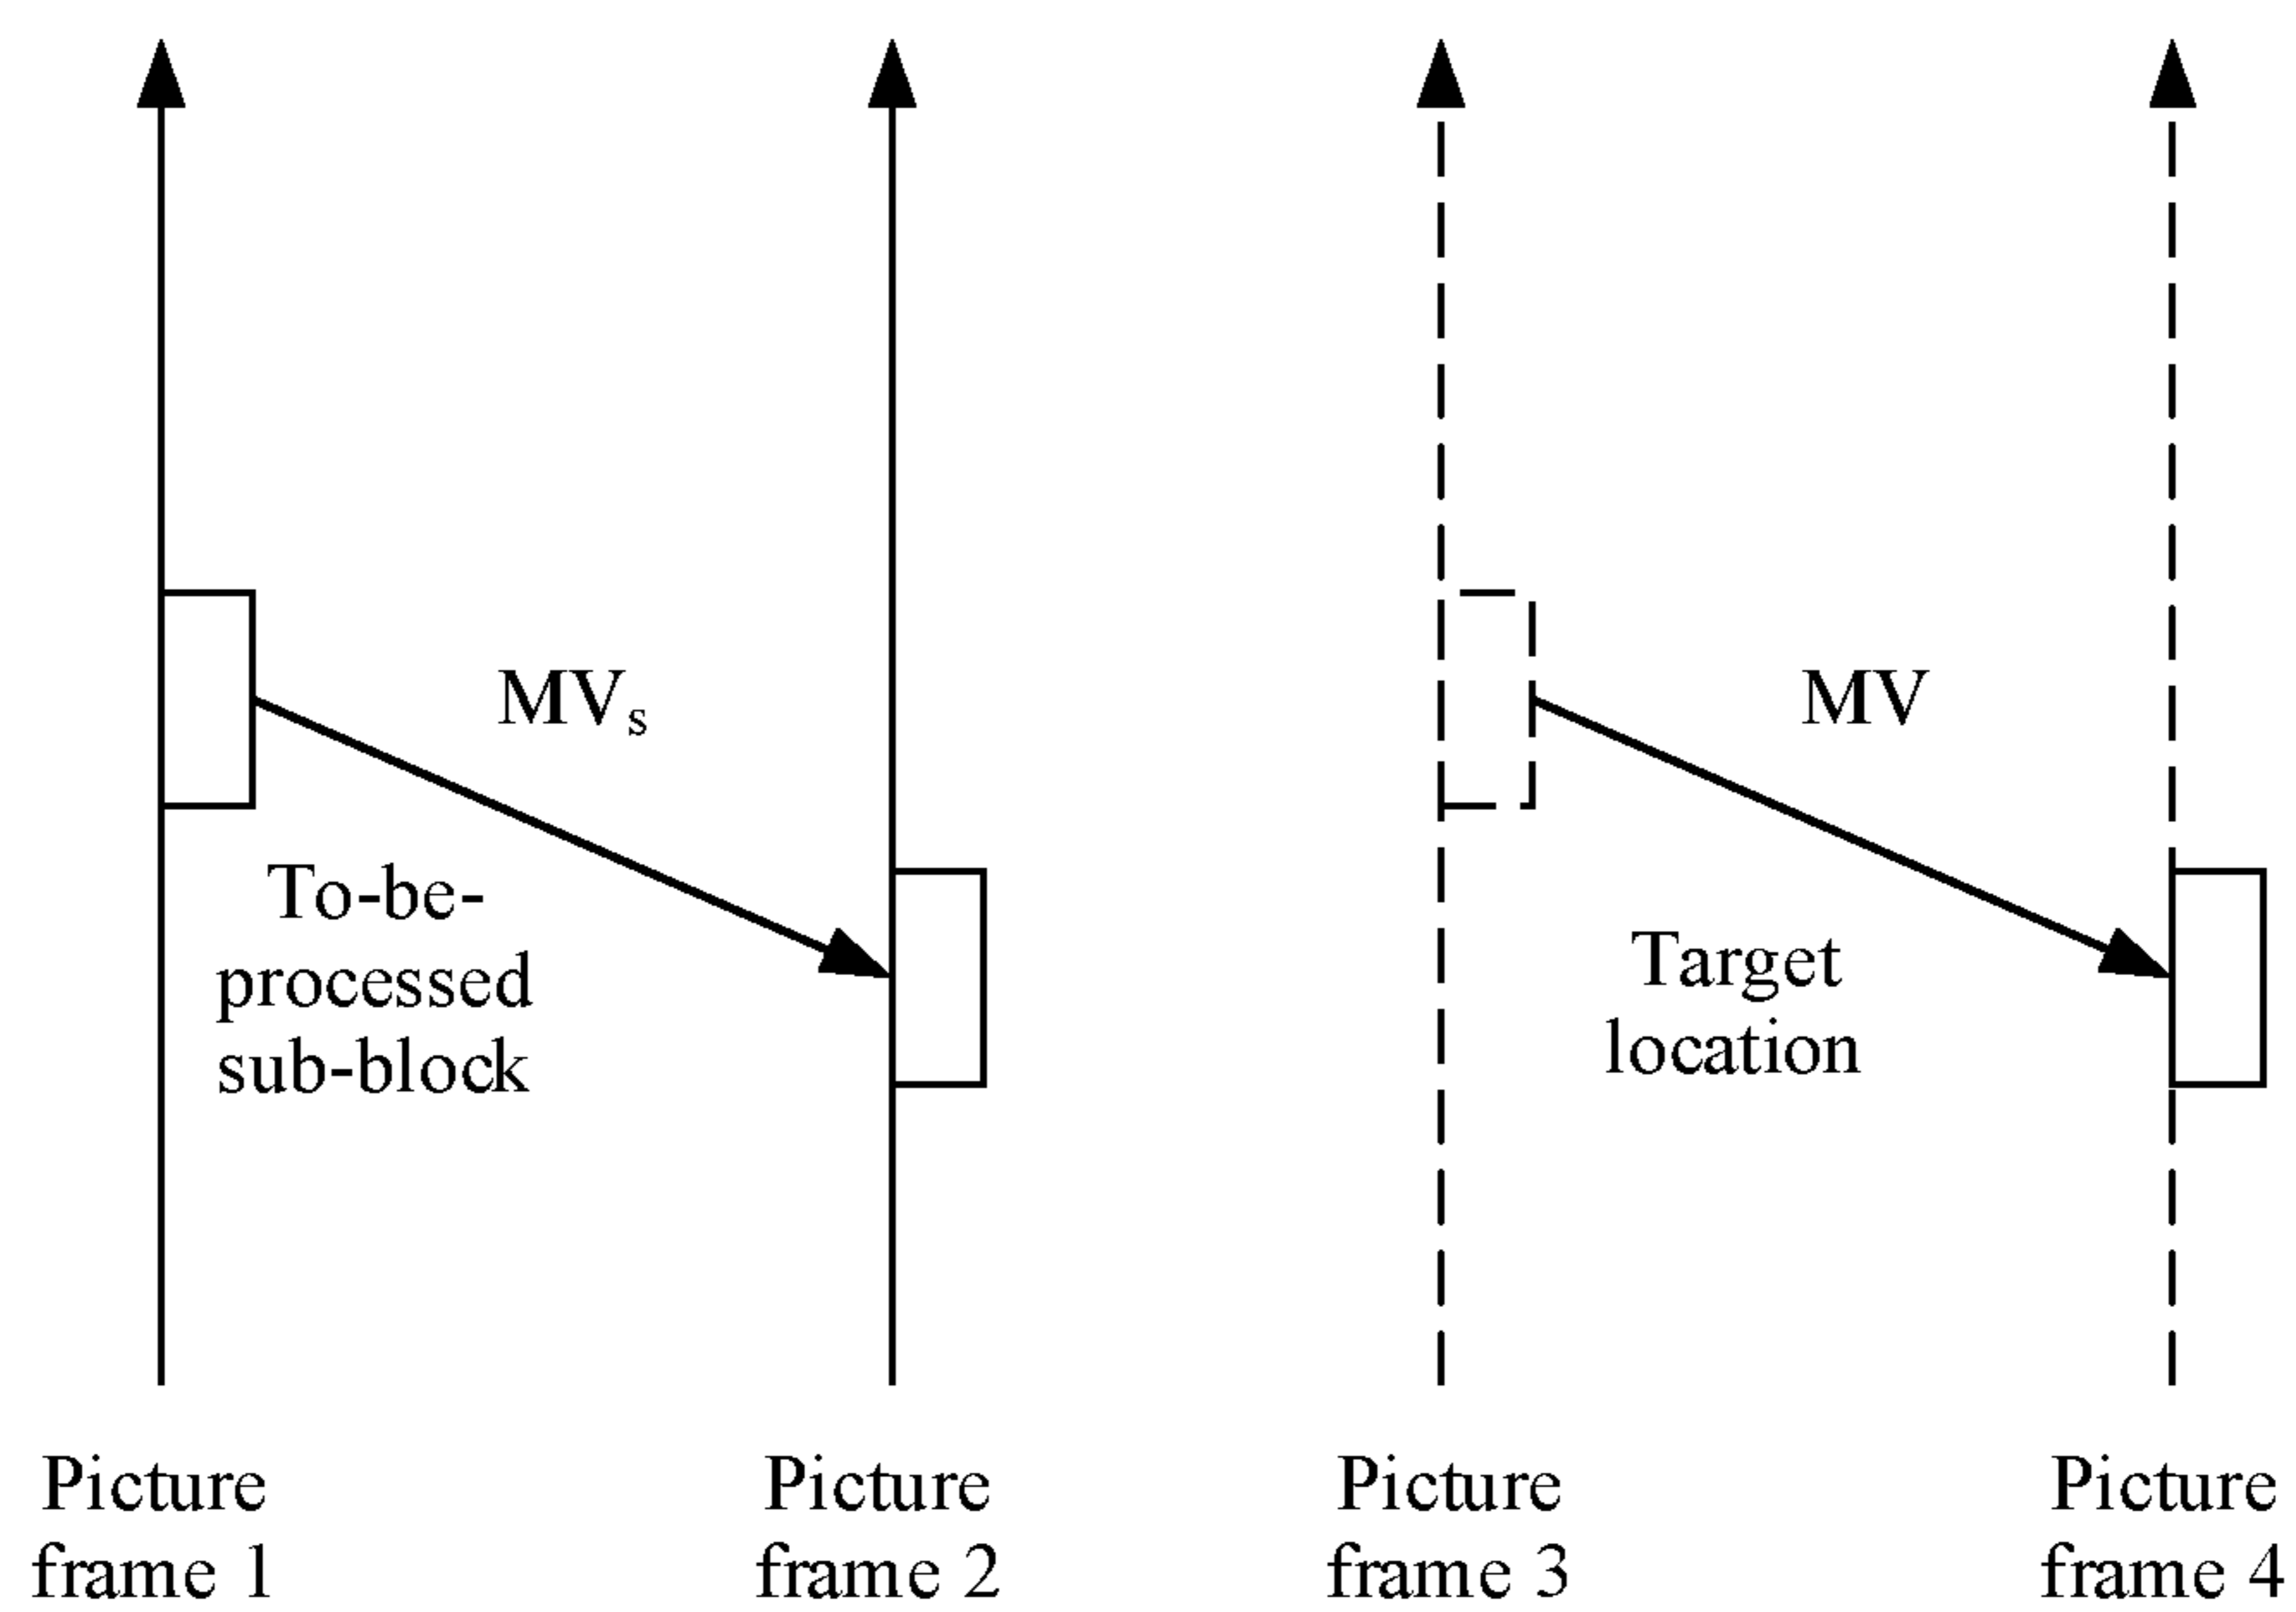 MVs
MV
To-be-
processed
sub-block
Target
location
Picture
frame 1
Picture
frame 2
Picture
frame 3
Picture
frame 4